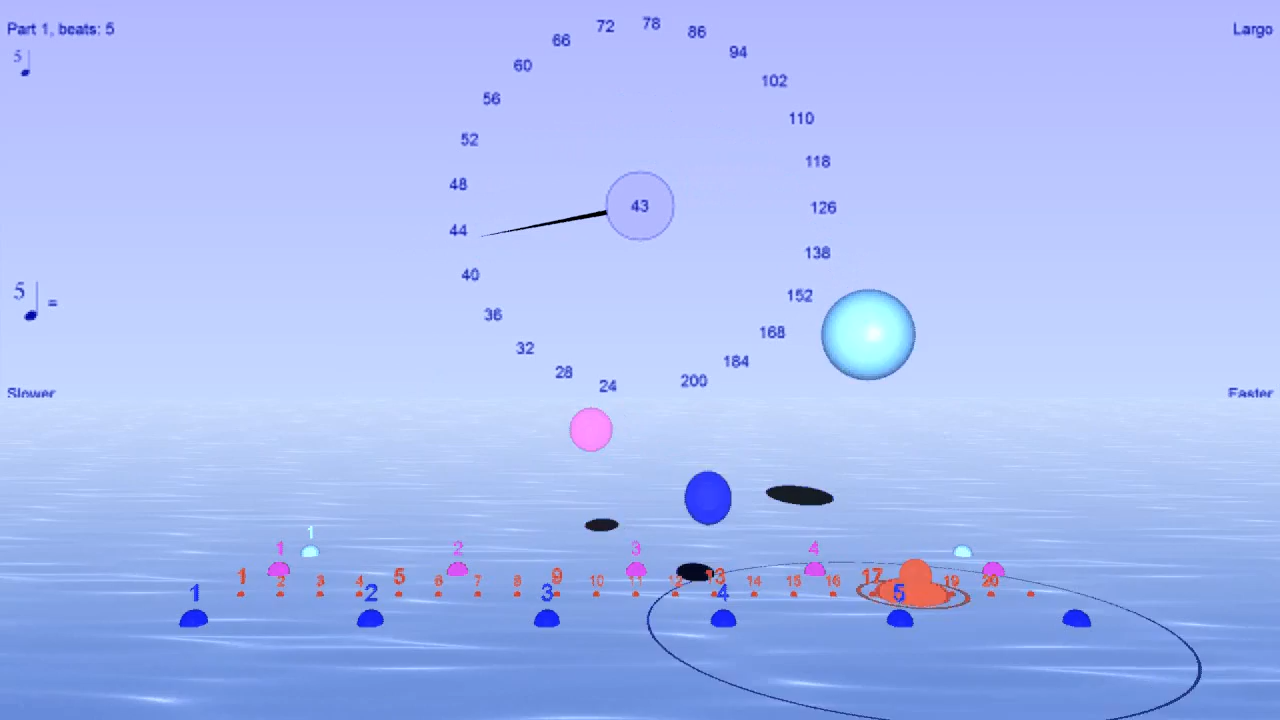 Part 1, beats: 5
Largo
5
72 78 86
66 94
60 102
56 110
52 118
48 43 126
44 138
40 152
36 168
32 184
28 24 200
5 =
Slower
Faster
1
1 2 3 4
1 2 3 4 5 6 7 8 9 10 11 12 13 14 15 16 17 19 20
1 2 3 4 5